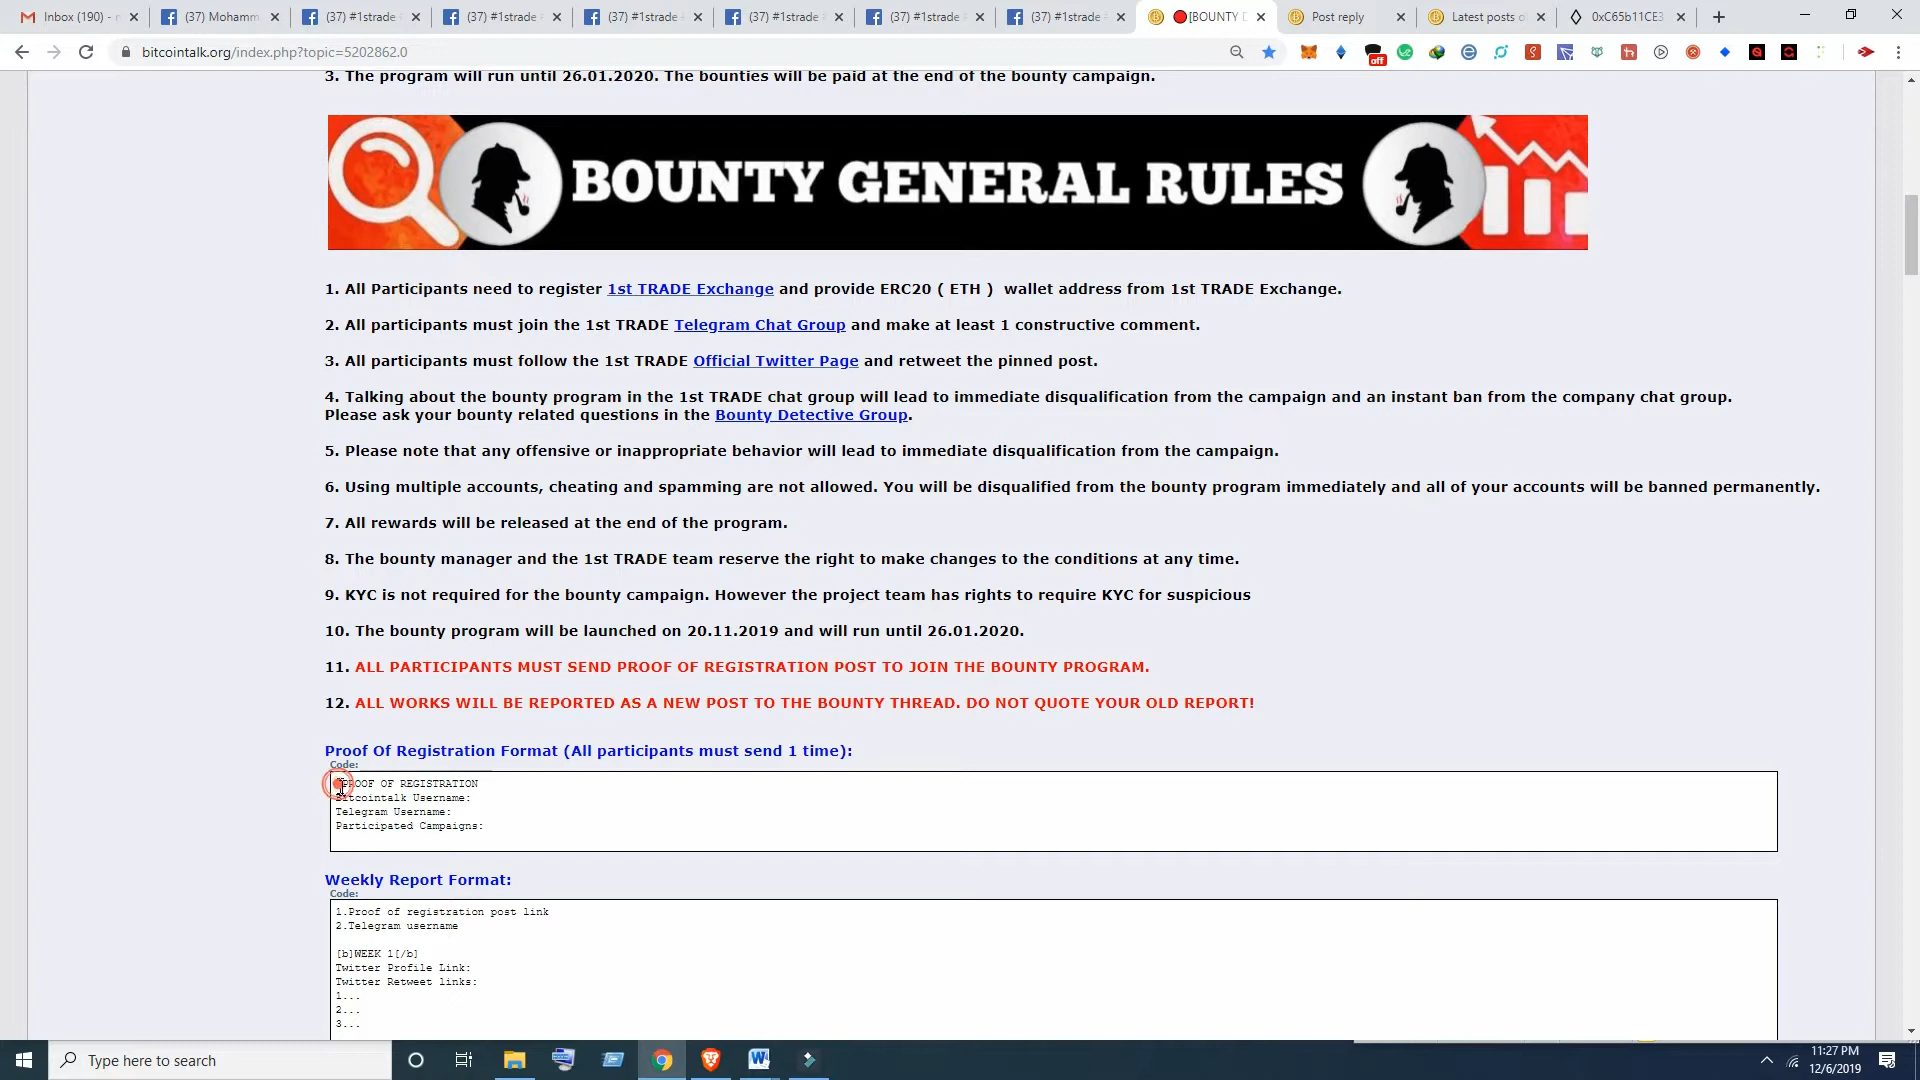 Inbox (190) -
(37) Mohamm
(37) #1strade
(37) #1strade
(37) #1strade
(37) #1strade
(37) #1strade
(37) #1strade
[BOUNTY
Post reply
Latest posts o
0xC65b11CE3
bitcointalk.org/index.php?topic=5202862.0
off
3. The program will run until 26.01.2020. The bounties will be paid at the end of the bounty campaign.
BOUNTY GENERAL RULES
1. All Participants need to register 1st TRADE Exchange and provide ERC20 ( ETH ) wallet address from 1st TRADE Exchange.
2. All participants must join the 1st TRADE Telegram Chat Group and make at least 1 constructive comment.
3. All participants must follow the 1st TRADE Official Twitter Page and retweet the pinned post.
4. Talking about the bounty program in the 1st TRADE chat group will lead to immediate disqualification from the campaign and an instant ban from the company chat group.
Please ask your bounty related questions in the Bounty Detective Group.
5. Please note that any offensive or inappropriate behavior will lead to immediate disqualification from the campaign.
6. Using multiple accounts, cheating and spamming are not allowed. You will be disqualified from the bounty program immediately and all of your accounts will be banned permanently.
7. All rewards will be released at the end of the program.
8. The bounty manager and the 1st TRADE team reserve the right to make changes to the conditions at any time.
9. KYC is not required for the bounty campaign. However the project team has rights to require KYC for suspicious
10. The bounty program will be launched on 20.11.2019 and will run until 26.01.2020.
11. ALL PARTICIPANTS MUST SEND PROOF OF REGISTRATION POST TO JOIN THE BOUNTY PROGRAM.
12. ALL WORKS WILL BE REPORTED AS A NEW POST TO THE BOUNTY THREAD. DO NOT QUOTE YOUR OLD REPORT!
Proof Of Registration Format (All participants must send 1 time):
Code:
PROOF OF REGISTRATION
Bitcointalk Username:
Telegram Username:
Participated Campaigns:
Weekly Report Format:
Code:
1.Proof of registration post link
2.Telegram username
[b]WEEK 1[/b]
Twitter Profile Link:
Twitter Retweet links:
1...
2...
3...
Type here to search
11:27 PM
12/6/2019